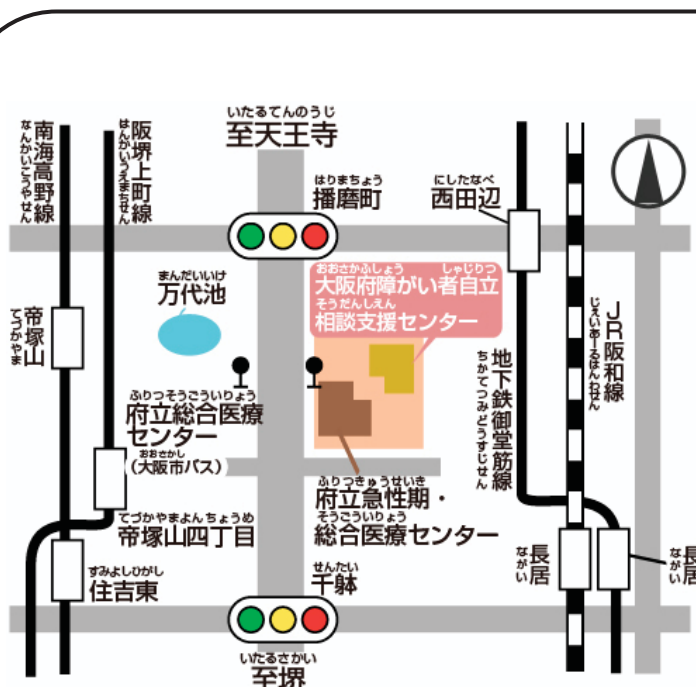 いたるてんのうじ
至天王寺
なんかいこうやせん
南海高野線
はんかいうえまちせん
阪堺上町線
はりまちょう
播磨町
にしたなべ
西田辺
おおさかふしょう しゃじりつ
大阪府障がい者自立
そうだんしえん
相談支援センター
まんだいいけ
万代池
てづかやま
帝塚山
じぇいあーるはんわせん
JR阪和線
ちかてつみどうすじせん
地下鉄御堂筋線
ふりつそうごういりょう
府立総合医療
センター
おおさかし
(大阪市バス)
ふりつきゅうせいき
府立急性期・
そうごういりょう
総合医療センター
てづかやまよんちょうめ
帝塚山四丁目
すみよしひがし
住吉東
せんたい
千躰
ながい
長居
ながい
長居
いたるさかい
至堺